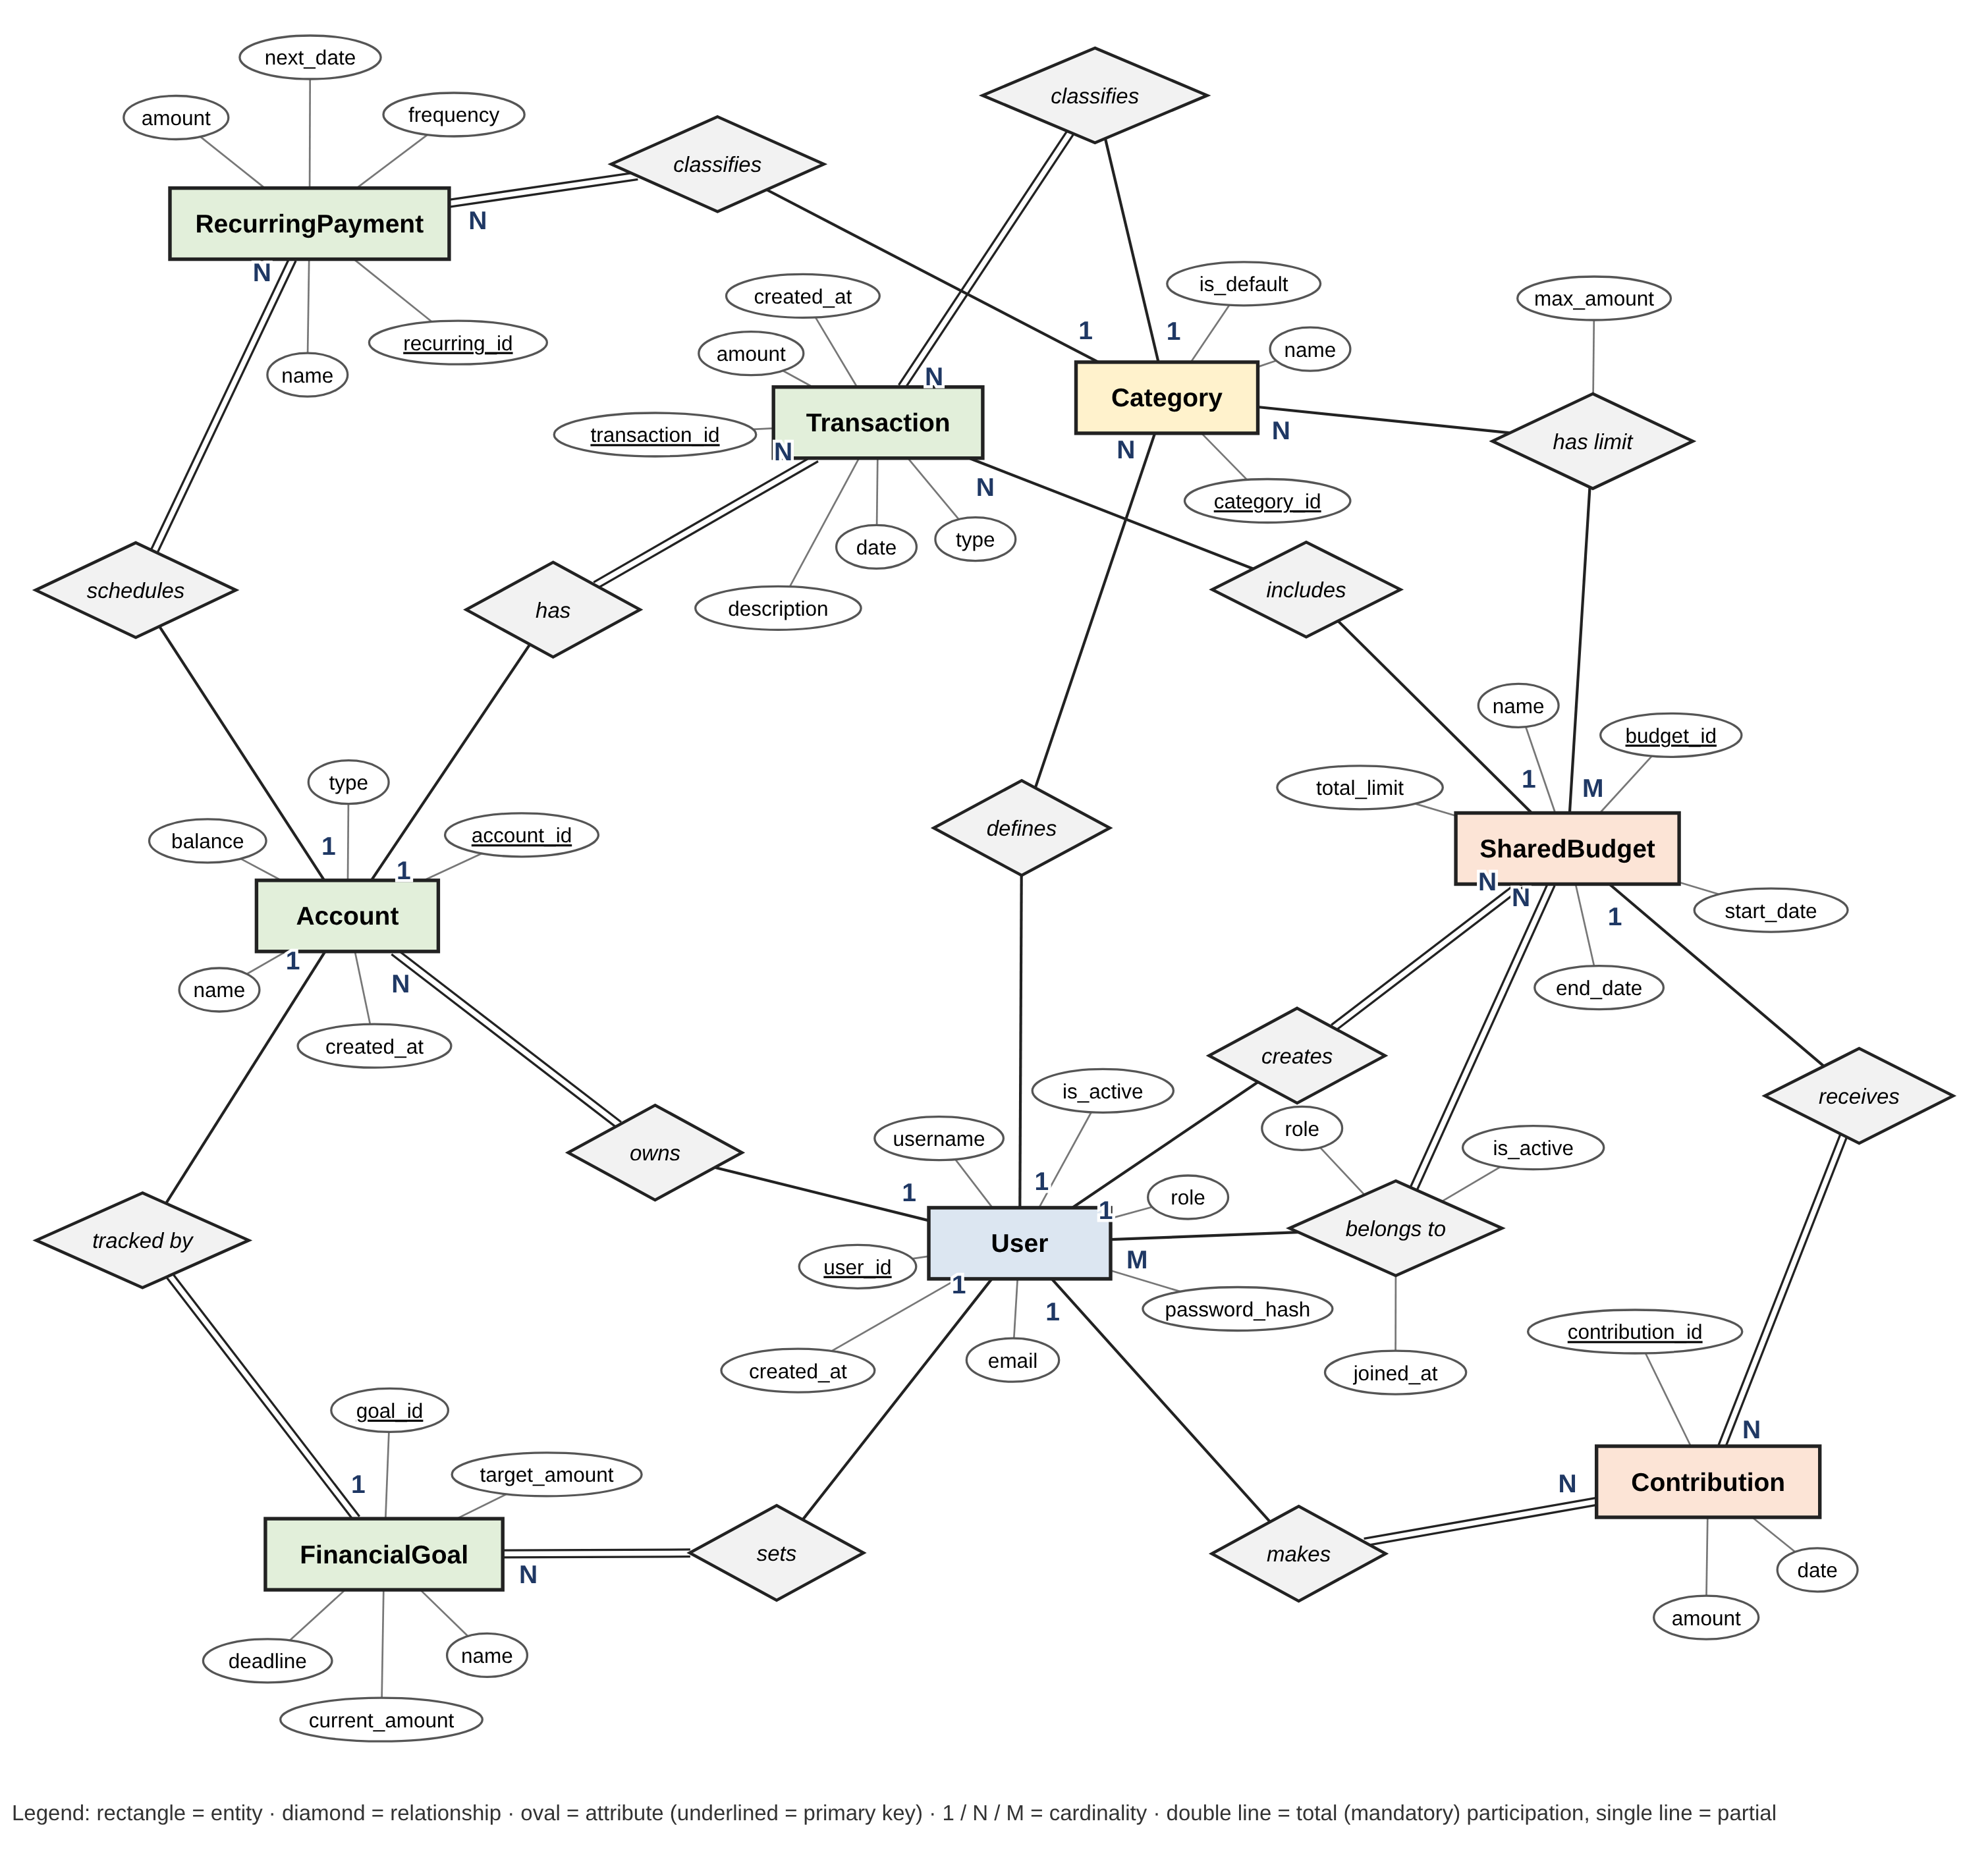 next_date
classifies
amount
frequency
classifies
RecurringPayment
N
N
created_at
is_default
max_amount
1
1
name
recurring_id
name
amount
N
Category
Transaction
N
has limit
transaction_id
N
N
N
category_id
date
type
schedules
has
description
includes
name
budget_id
type
1
M
total_limit
balance
1
account_id
defines
1
SharedBudget
N
N
Account
1
start_date
1
N
name
end_date
created_at
creates
is_active
receives
username
role
is_active
owns
1
1
role
1
tracked by
User
belongs to
M
user_id
1
1
password_hash
contribution_id
created_at
email
joined_at
goal_id
N
target_amount
1
N
Contribution
FinancialGoal
N
sets
makes
date
amount
deadline
name
current_amount
Legend: rectangle = entity · diamond = relationship · oval = attribute (underlined = primary key) · 1 / N / M = cardinality · double line = total (mandatory) participation, single line = partial